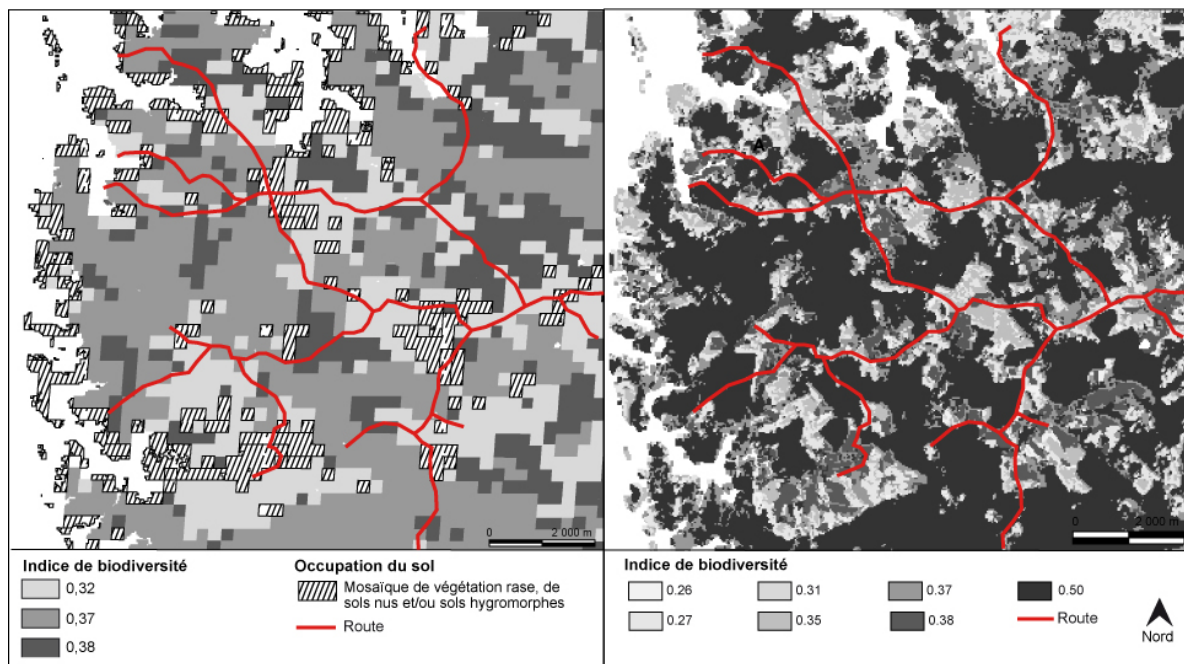 A
0 2 000 m
0 2 000 m
Indice de biodiversité
0,32
0,37
0,38
Occupation du sol
Mosaïque de végétation rase, de
sols nus et/ou sols hygromorphes
Route
Indice de biodiversité
0.26
0.27
0.31
0.35
0.37
0.38
0.50
Route
Nord